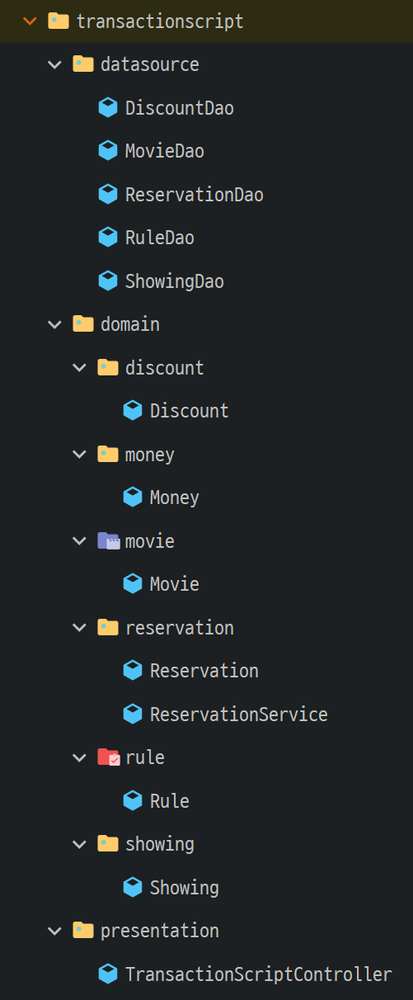 transactionscript
datasource
DiscountDao
MovieDao
ReservationDao
RuleDao
ShowingDao
domain
discount
Discount
money
Money
movie
Movie
reservation
Reservation
ReservationService
rule
Rule
showing
Showing
presentation
TransactionScriptController